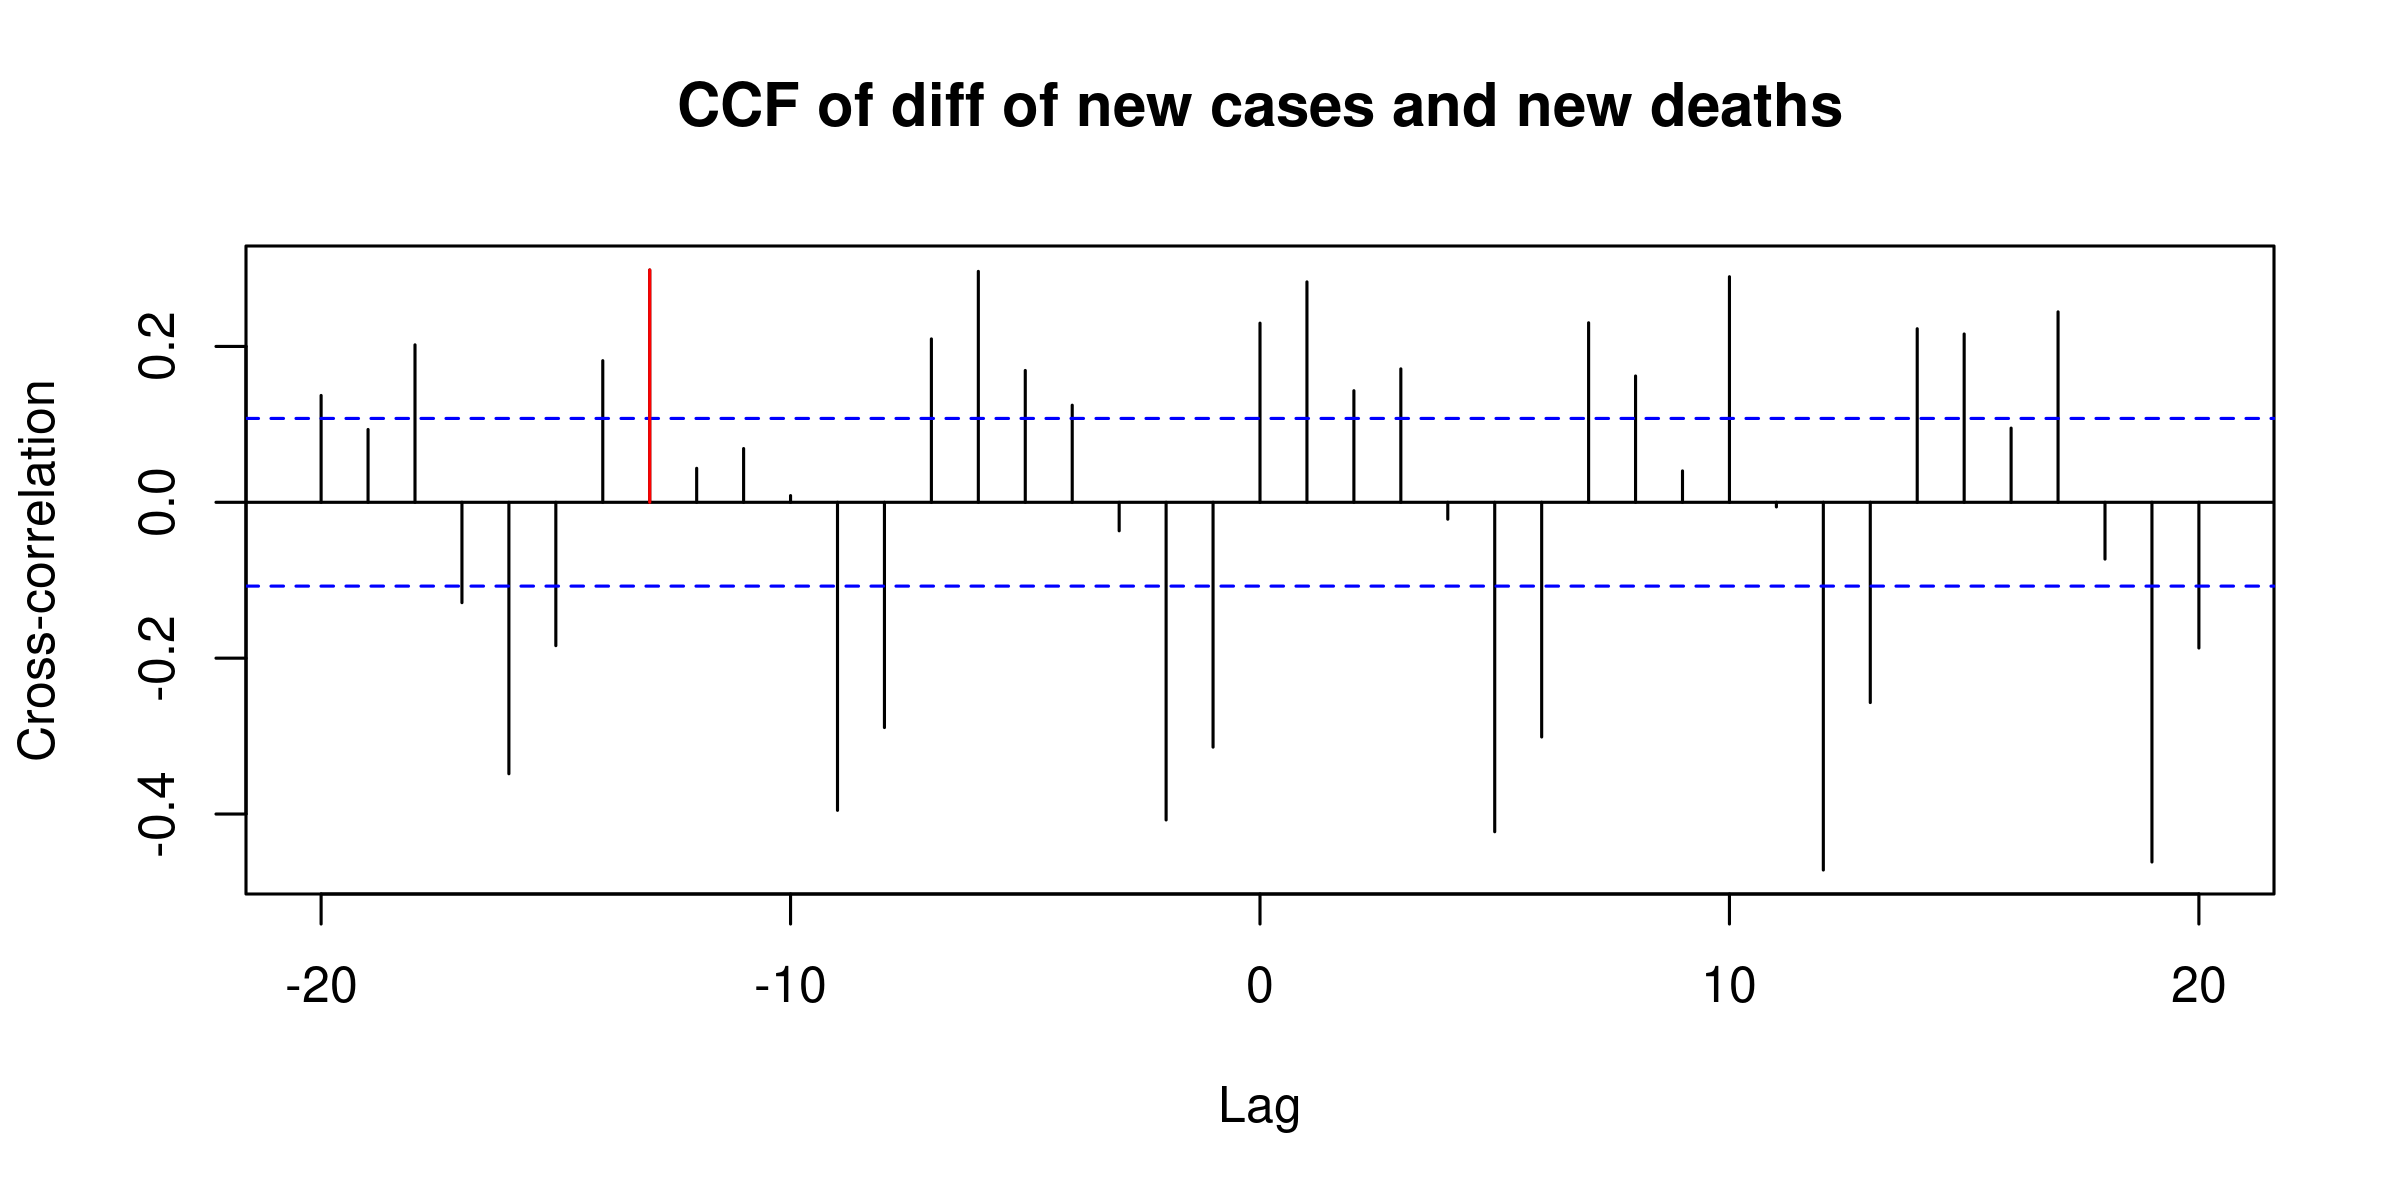 CCF of diff of new cases and new deaths
Cross-correlation
0.2
0.0
-0.2
-0.4
-20 -10 0 10 20
Lag